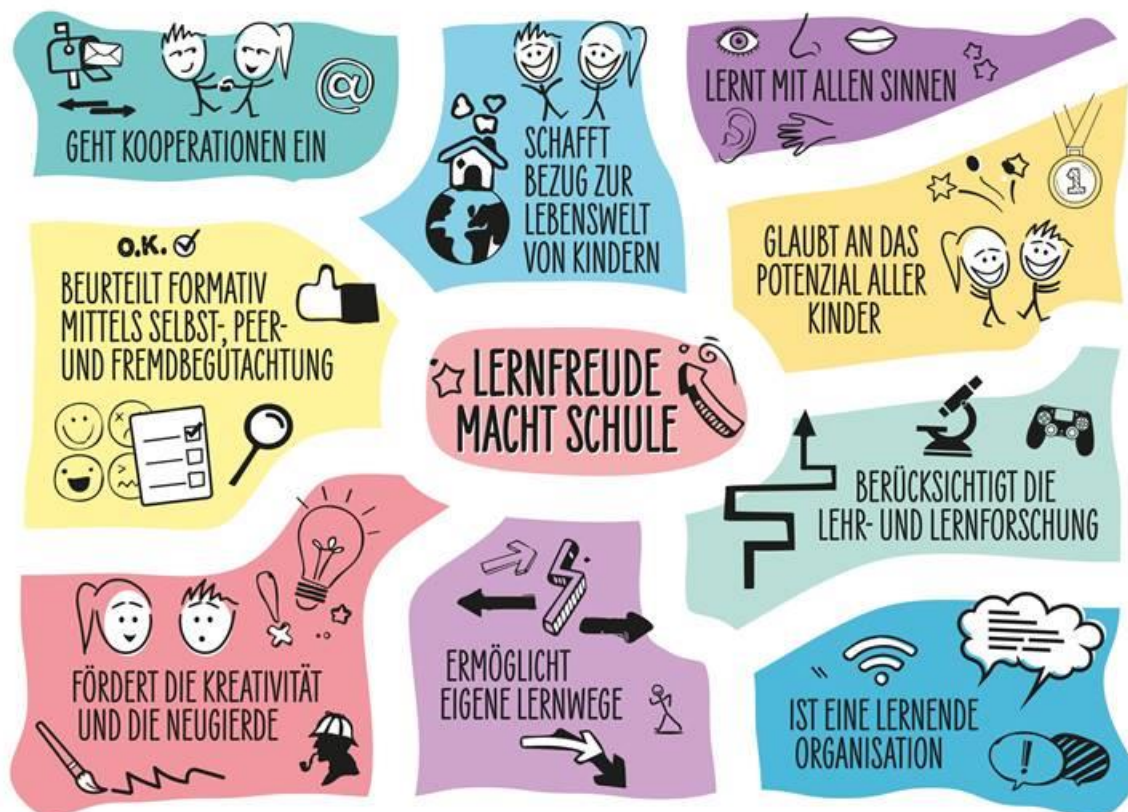 @
GEHT KOOPERATIONEN EIN
SCHAFFT
BEZUG ZUR
LEBENSWELT
VON KINDERN
LERNT MIT ALLEN SINNEN
1
GLAUBT AN DAS
POTENZIAL ALLER
KINDER
O.K.
BEURTEILT FORMATIV
MITTELS SELBST-, PEER-
UND FREMDBEGUTACHTUNG
LERNFREUDE
MACHT SCHULE
BERÜCKSICHTIGT DIE
LEHR- UND LERNFORSCHUNG
FÖRDERT DIE KREATIVITÄT
UND DIE NEUGIERDE
ERMÖGLICHT
EIGENE LERNWEGE
IST EINE LERNENDE
ORGANISATION
!